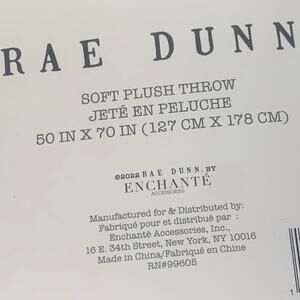 RAE DUNN
SOFT PLUSH THROW
JETÉ EN PELUCHE
50 IN X 70 IN (127 CM X 178 CM)
©2022 RAE DUNN. BY
ENCHANTÉ
ACCESSORIES
Manufactured for & Distributed by:
Fabriqué pour et distribué par :
Enchanté Accessories, Inc.,
16 E. 34th Street, New York, NY 10016
Made in China/Fabriqué en Chine
RN#99605